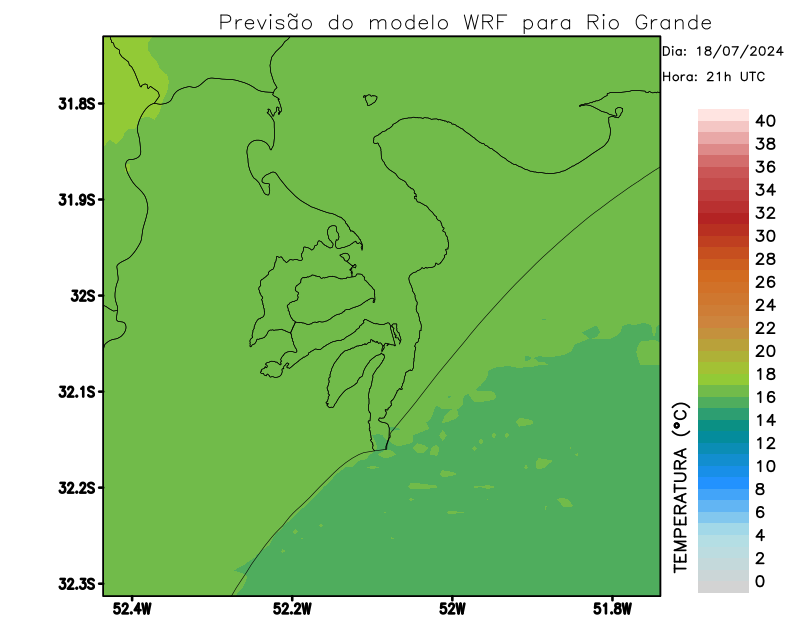 Previsão do modelo WRF para Rio Grande
Dia: 18/07/2024
Hora: 21h UTC
31.8S
31.9S
32S
32.1S
32.2S
32.3S
52.4W
52.2W
52W
51.8W
TEMPERATURA (°C)
40
38
36
34
32
30
28
26
24
22
20
18
16
14
12
10
8
6
4
2
0